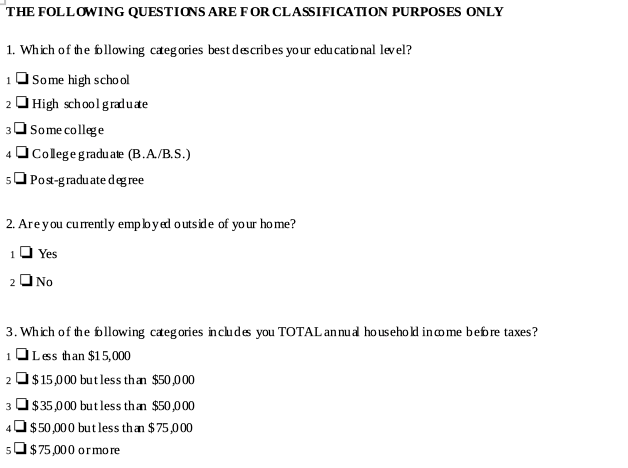 THE FOLLOWING QUESTIONS ARE FOR CLASSIFICATION PURPOSES ONLY
1. Which of the following categories best describes your educational level?
1 ❏ Some high school
2 ❏ High school graduate
3 ❏ Some college
4 ❏ College graduate (B.A./B.S.)
5 ❏ Post-graduate degree
2. Are you currently employed outside of your home?
1 ❏ Yes
2 ❏ No
3. Which of the following categories includes you TOTAL annual household income before taxes?
1 ❏ Less than $15,000
2 ❏ $15,000 but less than $50,000
3 ❏ $35,000 but less than $50,000
4 ❏ $50,000 but less than $75,000
5 ❏ $75,000 or more